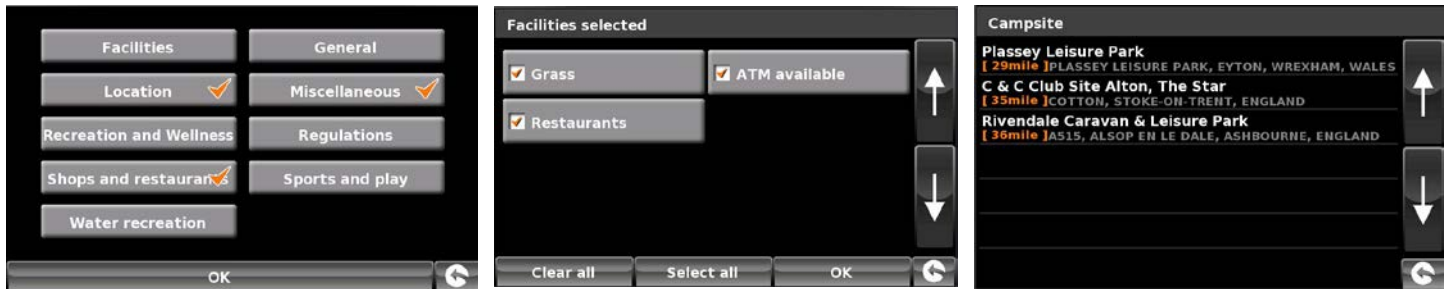 Facilities
General
Location
Miscellaneous
Recreation and Wellness
Regulations
Shops and restaurants
Sports and play
Water recreation
OK
Facilities selected
Grass
ATM available
Restaurants
Clear all
Select all
OK
Campsite
Plassey Leisure Park
[ 29mile ]PLASSEY LEISURE PARK, EYTON, WREXHAM, WALES
C & C Club Site Alton, The Star
[ 35mile ]COTTON, STOKE-ON-TRENT, ENGLAND
Rivendale Caravan & Leisure Park
[ 36mile ]A515, ALSOP EN LE DALE, ASHBOURNE, ENGLAND